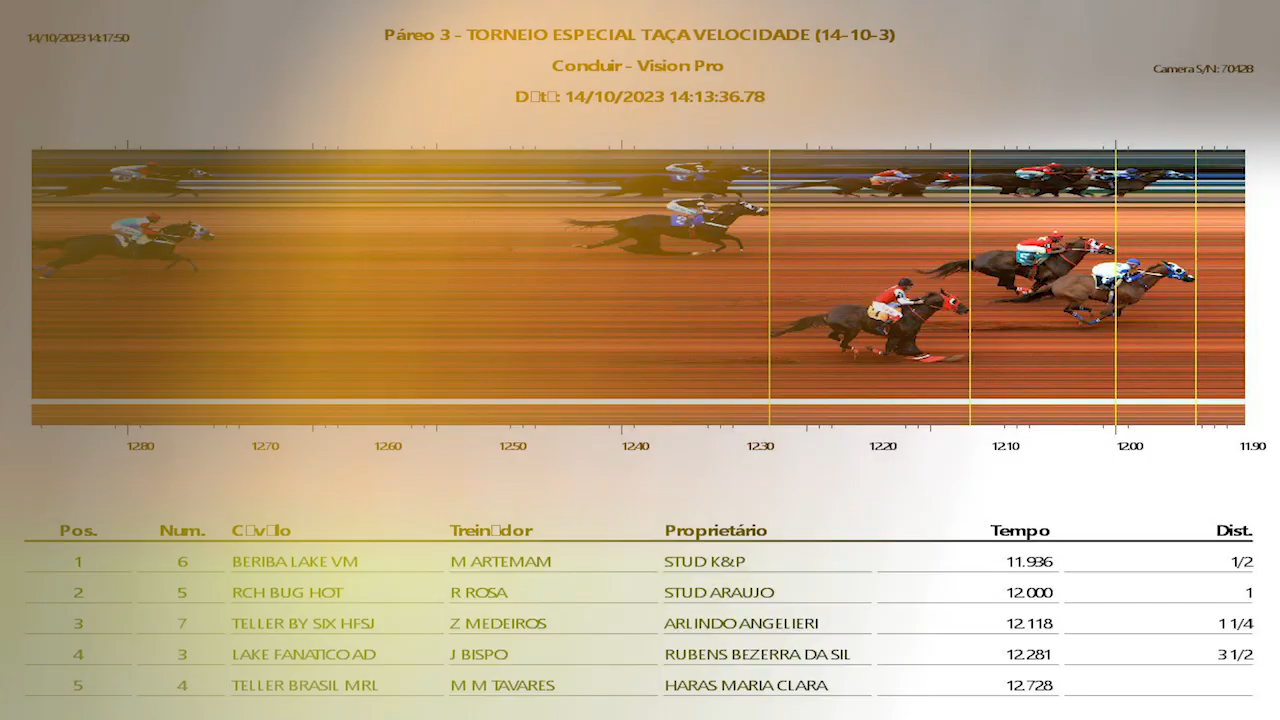 Páreo 3 - TORNEIO ESPECIAL TAÇA VELOCIDADE (14-10-3)
14/10/2023 14:17:50
Conduir - Vision Pro
Camera S/N: 70428
D□t□: 14/10/2023 14:13:36.78
12.80 12.70 12.60 12.50 12.40 12.30 12.20 12.10 12.00 11.90
Pos. Num. C□v□lo Trein□dor Proprietário Tempo Dist.
1 6 BERIBA LAKE VM M ARTEMAM STUD K&P 11.936 1/2
2 5 RCH BUG HOT R ROSA STUD ARAUJO 12.000 1
3 7 TELLER BY SIX HFSJ Z MEDEIROS ARLINDO ANGELIERI 12.118 1 1/4
4 3 LAKE FANATICO AD J BISPO RUBENS BEZERRA DA SIL 12.281 3 1/2
5 4 TELLER BRASIL MRL M M TAVARES HARAS MARIA CLARA 12.728